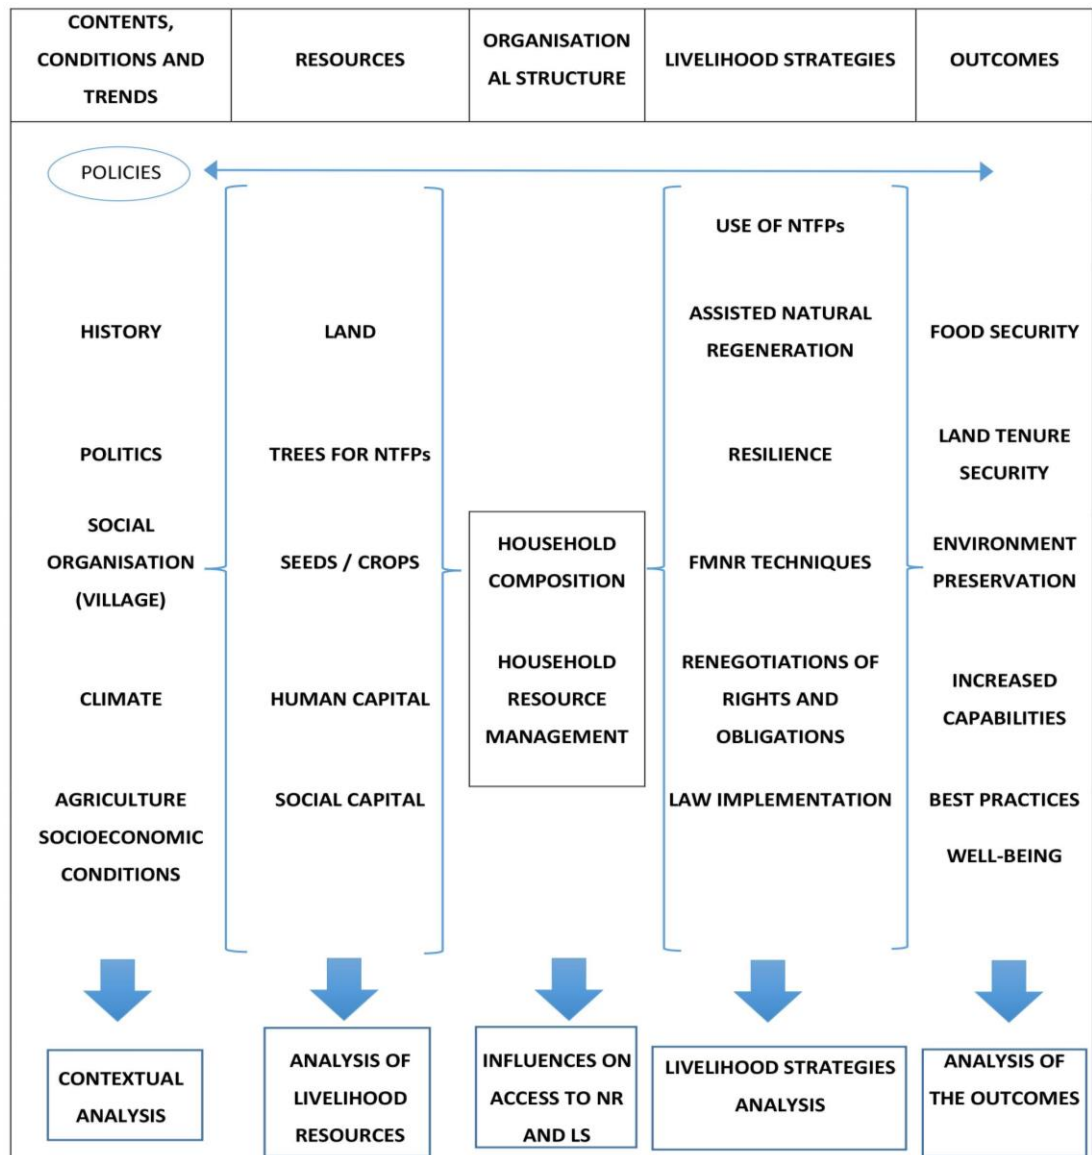 CONTENTS,
CONDITIONS AND
TRENDS
RESOURCES
ORGANISATION
AL STRUCTURE
LIVELIHOOD STRATEGIES
OUTCOMES
POLICIES
HISTORY
POLITICS
SOCIAL
ORGANISATION
(VILLAGE)
CLIMATE
AGRICULTURE
SOCIOECONOMIC
CONDITIONS
LAND
TREES FOR NTFPs
SEEDS / CROPS
HUMAN CAPITAL
SOCIAL CAPITAL
HOUSEHOLD
COMPOSITION
HOUSEHOLD
RESOURCE
MANAGEMENT
USE OF NTFPs
ASSISTED NATURAL
REGENERATION
RESILIENCE
FMNR TECHNIQUES
RENEGOTIATIONS OF
RIGHTS AND
OBLIGATIONS
LAW IMPLEMENTATION
FOOD SECURITY
LAND TENURE
SECURITY
ENVIRONMENT
PRESERVATION
INCREASED
CAPABILITIES
BEST PRACTICES
WELL-BEING
CONTEXTUAL
ANALYSIS
ANALYSIS OF
LIVELIHOOD
RESOURCES
INFLUENCES ON
ACCESS TO NR
AND LS
LIVELIHOOD STRATEGIES
ANALYSIS
ANALYSIS OF
THE OUTCOMES